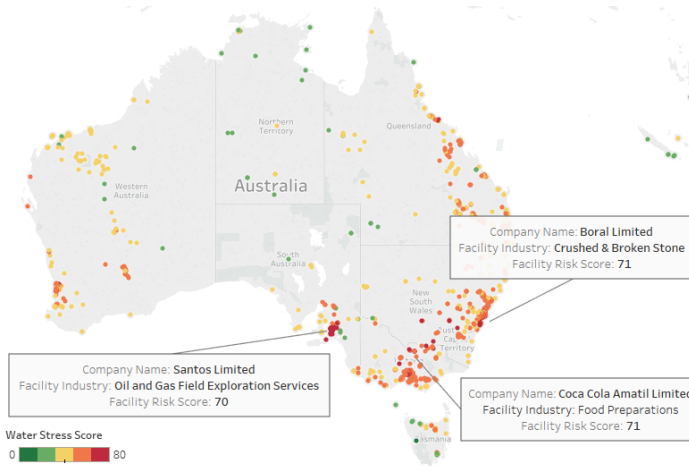 Northern
Territory
Queensland
Western
Australia
Australia
South
Australia
Company Name: Boral Limited
Facility Industry: Crushed & Broken Stone
Facility Risk Score: 71
New
South
Wales
Territory
Company Name: Santos Limited
Facility Industry: Oil and Gas Field Exploration Services
Facility Risk Score: 70
Company Name: Coca Cola Amatil Limited
Facility Industry: Food Preparations
Facility Risk Score: 71
Water Stress Score
0 80